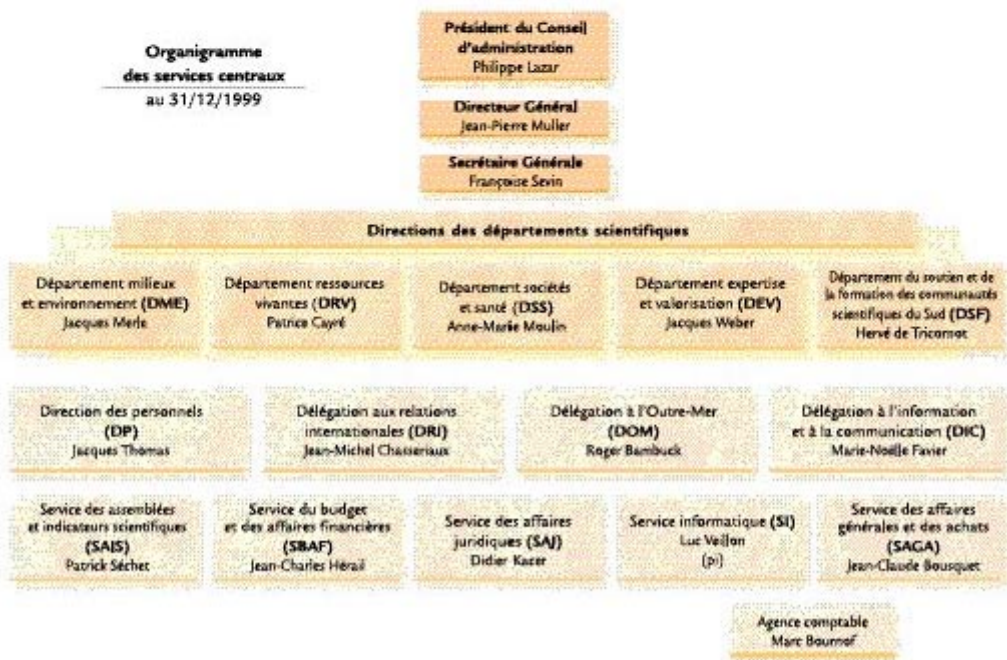 Organigramme
des services centraux
au 31/12/1999
Président du Conseil
d'administration
Philippe Lazar
Directeur Général
Jean-Pierre Muller
Secrétaire Générale
Françoise Sevin
Directions des départements scientifiques
Département milieux
et environnement (DME)
Jacques Merle
Département ressources
vivantes (DRV)
Patrice Cayré
Département sociétés
et santé (DSS)
Anne-Marie Moulin
Département expertise
et valorisation (DEV)
Jacques Weber
Département du soutien et de
la formation des communautés
scientifiques du Sud (DSF)
Hervé de Tricornot
Direction des personnels
(DP)
Jacques Thomas
Délégation aux relations
internationales (DRI)
Jean-Michel Chasseriaux
Délégation à l'Outre-Mer
(DOM)
Roger Bambuck
Délégation à l'information
et à la communication (DIC)
Marie-Noëlle Favier
Service des assemblées
et indicateurs scientifiques
(SAIS)
Patrick Séchet
Service du budget
et des affaires financières
(SBAF)
Jean-Charles Hérail
Service des affaires
juridiques (SAJ)
Didier Kacer
Service informatique (SI)
Luc Veillon
(pi)
Service des affaires
générales et des achats
(SAGA)
Jean-Claude Bousquet
Agence comptable
Marc Bournof